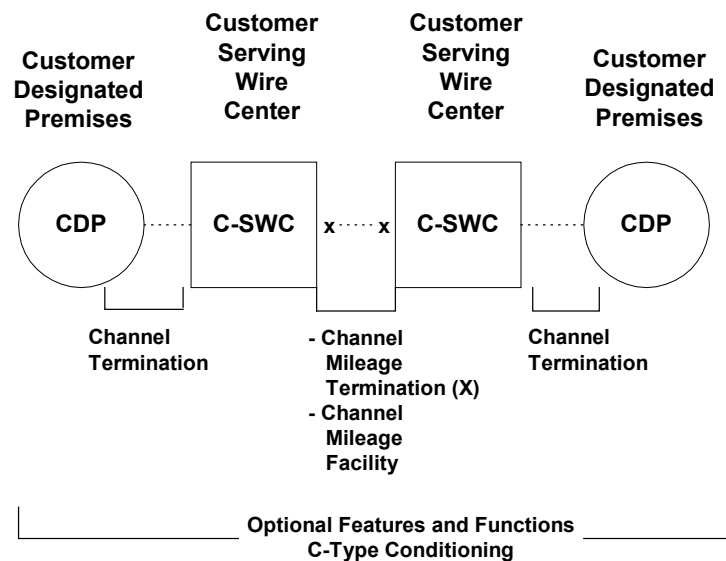 Customer
Designated
Premises
Customer
Serving
Wire
Center
Customer
Serving
Wire
Center
Customer
Designated
Premises
CDP
C-SWC
x
x
C-SWC
CDP
Channel
Termination
- Channel
Mileage
Termination (X)
- Channel
Mileage
Facility
Channel
Termination
Optional Features and Functions
C-Type Conditioning